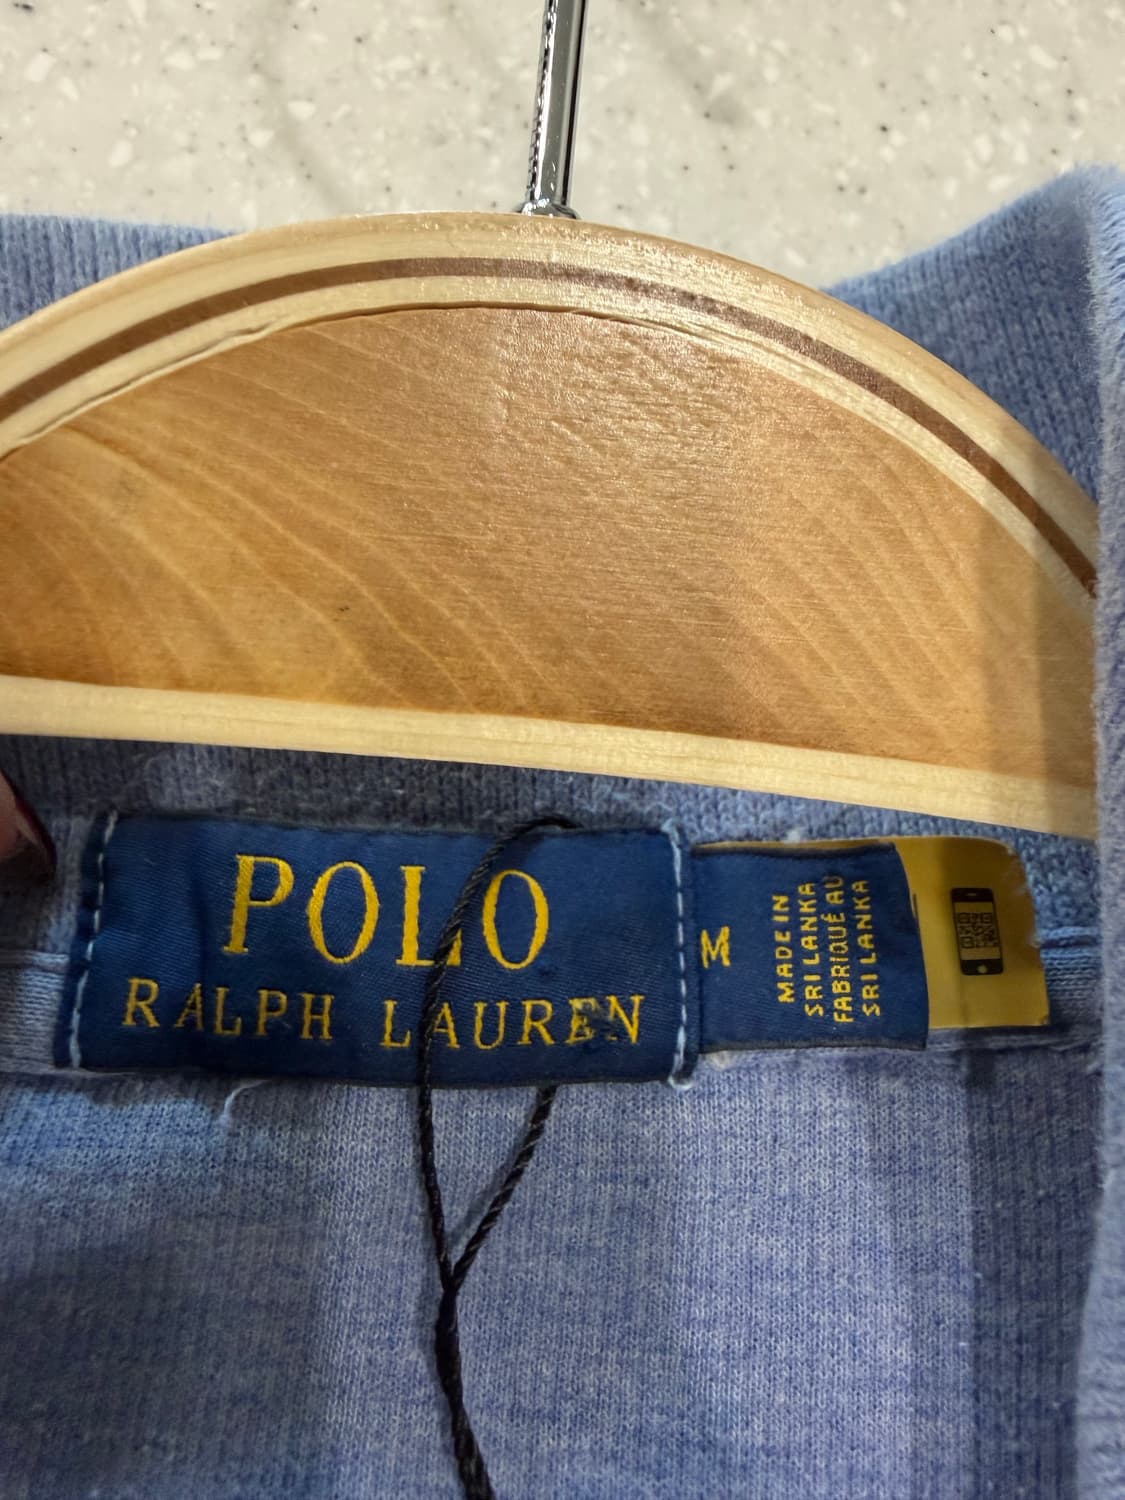 POLO
RALPH LAUREN
M
MADE IN
SRI LANKA
FABRIQUÉ AU
SRI LANKA